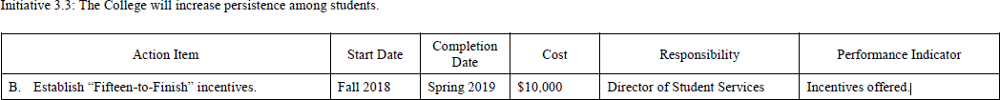 Initiative 3.3: The College will increase persistence among students.
Action Item Start Date Completion Date Cost Responsibility Performance Indicator
B. Establish “Fifteen-to-Finish” incentives. Fall 2018 Spring 2019 $10,000 Director of Student Services Incentives offered.